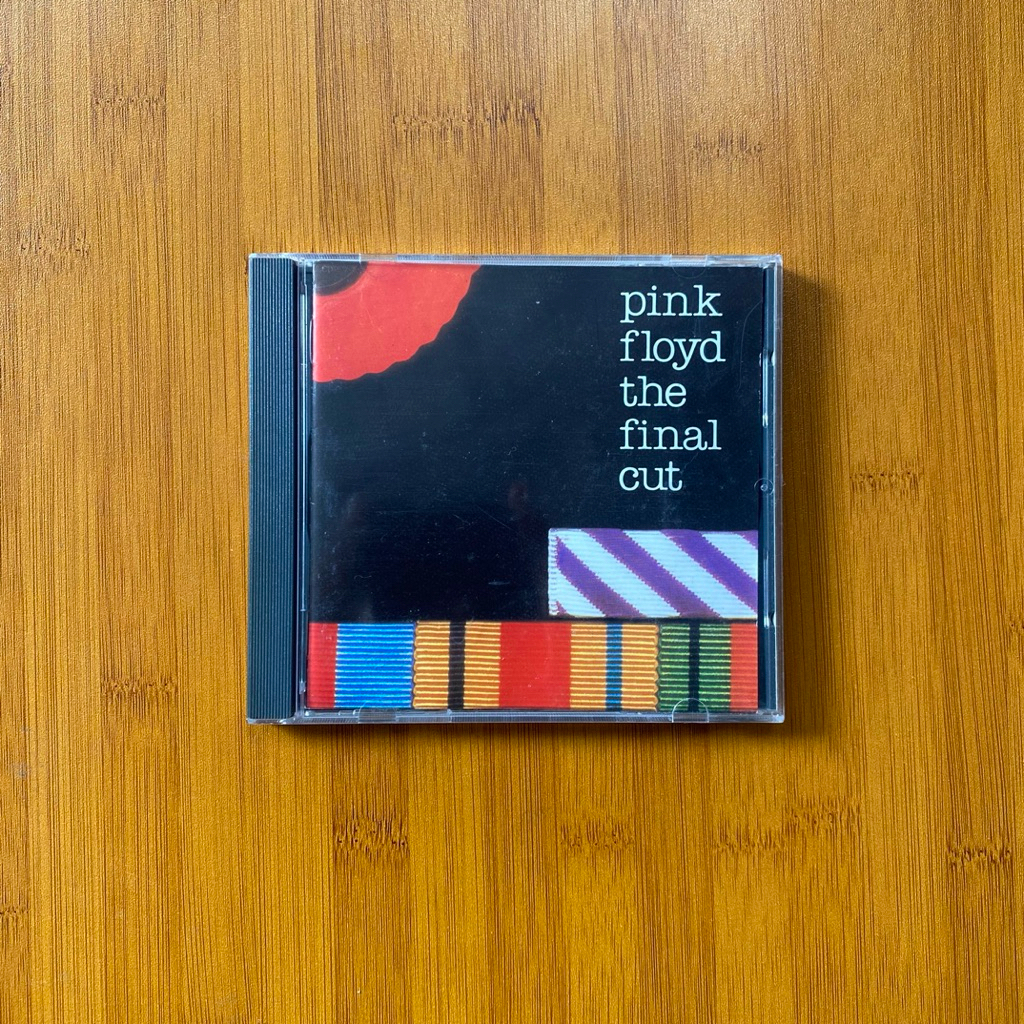 pink
floyd
the
final
cut